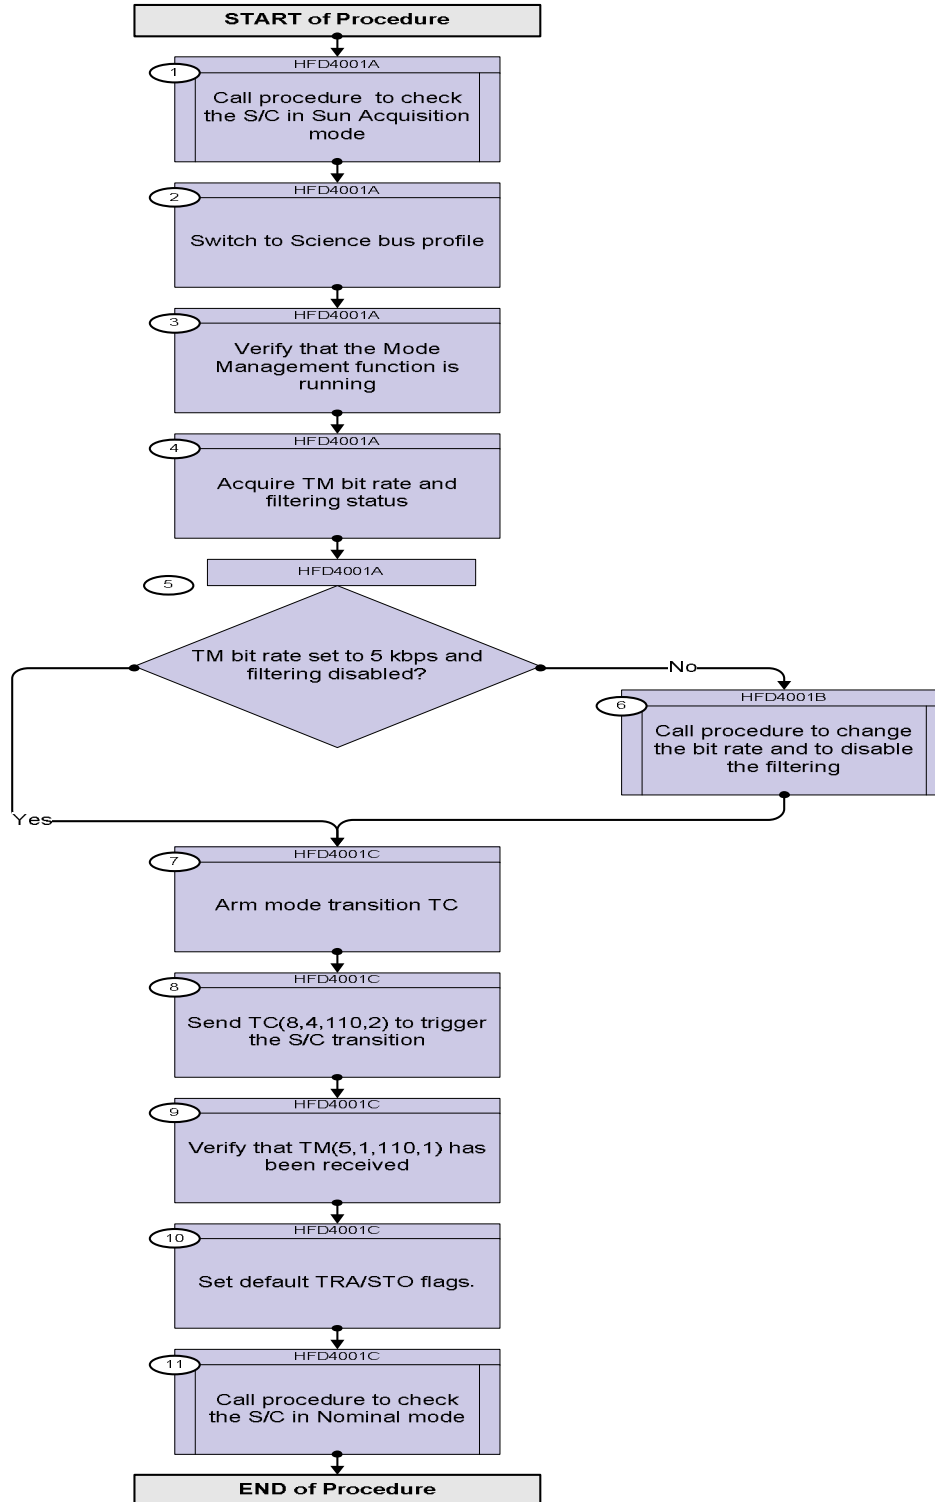 START of Procedure
HFD4001A
1
Call procedure to check
the S/C in Sun Acquisition
mode
HFD4001A
2
Switch to Science bus profile
HFD4001A
3
Verify that the Mode
Management function is
running
HFD4001A
4
Acquire TM bit rate and
filtering status
HFD4001A
5
TM bit rate set to 5 kbps and
filtering disabled?
No
HFD4001B
6
Call procedure to change
the bit rate and to disable
the filtering
Yes
HFD4001C
7
Arm mode transition TC
HFD4001C
8
Send TC(8,4,110,2) to trigger
the S/C transition
HFD4001C
9
Verify that TM(5,1,110,1) has
been received
HFD4001C
10
Set default TRA/STO flags.
HFD4001C
11
Call procedure to check
the S/C in Nominal mode
END of Procedure